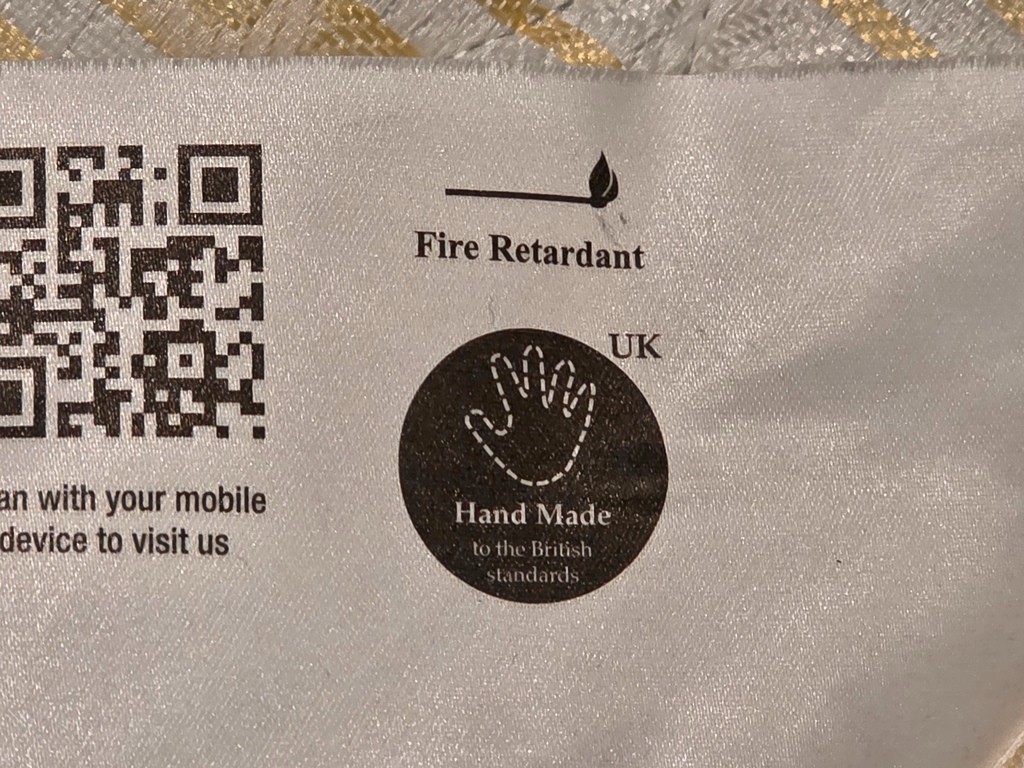 Fire Retardant
UK
Hand Made
to the British
standards
an with your mobile
device to visit us